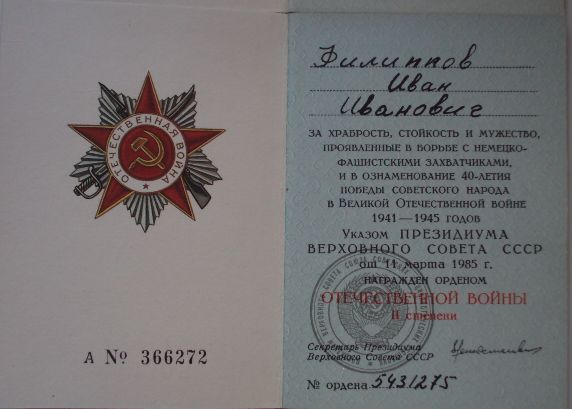 ОТЕЧЕСТВЕННАЯ ВОЙНА
А № 366272
Филиппов
Иван
Иванович
ЗА ХРАБРОСТЬ, СТОЙКОСТЬ И МУЖЕСТВО,
ПРОЯВЛЕННЫЕ В БОРЬБЕ С НЕМЕЦКО-
ФАШИСТСКИМИ ЗАХВАТЧИКАМИ,
И В ОЗНАМЕНОВАНИЕ 40-ЛЕТИЯ
ПОБЕДЫ СОВЕТСКОГО НАРОДА
В ВЕЛИКОЙ ОТЕЧЕСТВЕННОЙ ВОЙНЕ
1941—1945 ГОДОВ
УКАЗОМ ПРЕЗИДИУМА
ВЕРХОВНОГО СОВЕТА СССР
от 11 марта 1985 г.
НАГРАЖДЕН ОРДЕНОМ
ОТЕЧЕСТВЕННОЙ ВОЙНЫ
II степени
Секретарь Президиума
Верховного Совета СССР
№ ордена 5431275